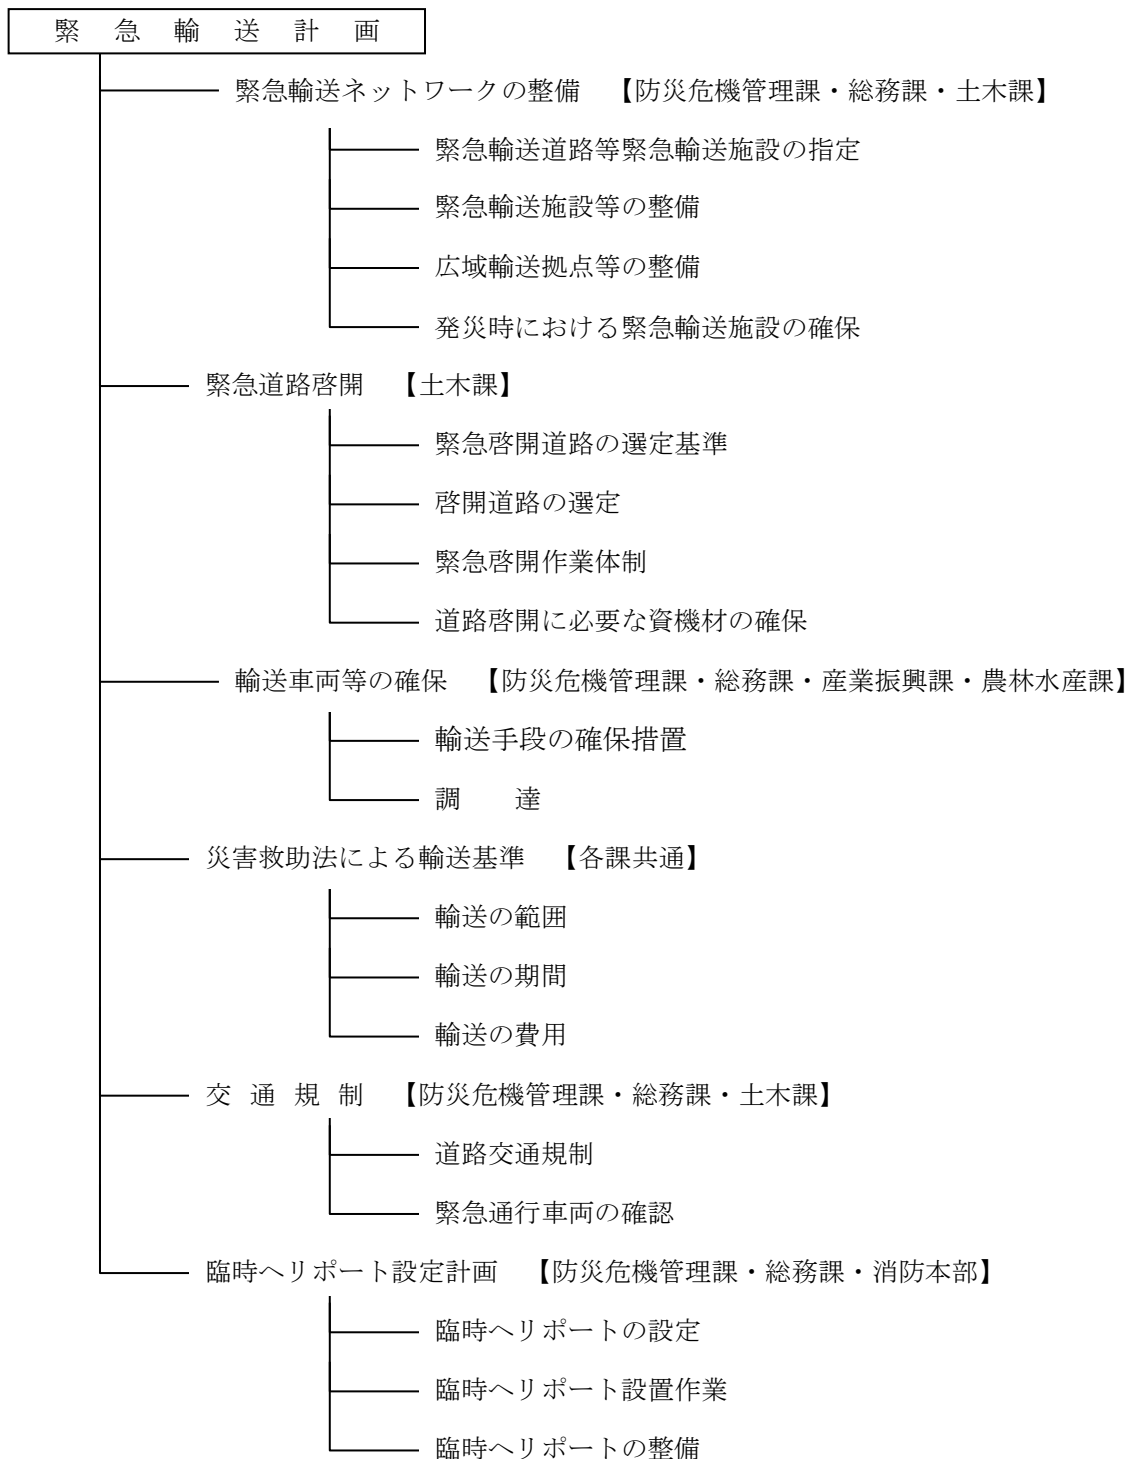 緊急輸送計画
緊急輸送ネットワークの整備　【防災危機管理課・総務課・土木課】
緊急輸送道路等緊急輸送施設の指定
緊急輸送施設等の整備
広域輸送拠点等の整備
発災時における緊急輸送施設の確保
緊急道路啓開　【土木課】
緊急啓開道路の選定基準
啓開道路の選定
緊急啓開作業体制
道路啓開に必要な資機材の確保
輸送車両等の確保　【防災危機管理課・総務課・産業振興課・農林水産課】
輸送手段の確保措置
調　達
災害救助法による輸送基準　【各課共通】
輸送の範囲
輸送の期間
輸送の費用
交通規制　【防災危機管理課・総務課・土木課】
道路交通規制
緊急通行車両の確認
臨時ヘリポート設定計画　【防災危機管理課・総務課・消防本部】
臨時ヘリポートの設定
臨時ヘリポート設置作業
臨時ヘリポートの整備